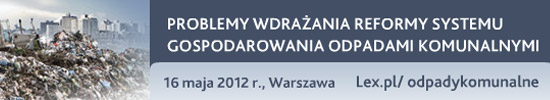 PROBLEMY WDRAŻANIA REFORMY SYSTEMU
GOSPODAROWANIA ODPADAMI KOMUNALNYMI
16 maja 2012 r., Warszawa Lex.pl/ odpadykomunalne